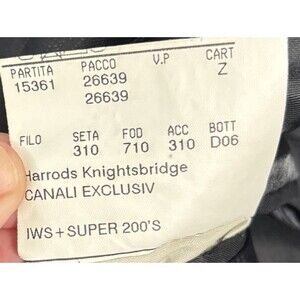 PARTITA PACCO V.P CART
15361 26639 Z
26639
FILO SETA FOD ACC BOTT
310 710 310 D06
Harrods Knightsbridge
CANALI EXCLUSIV
IWS+SUPER 200'S